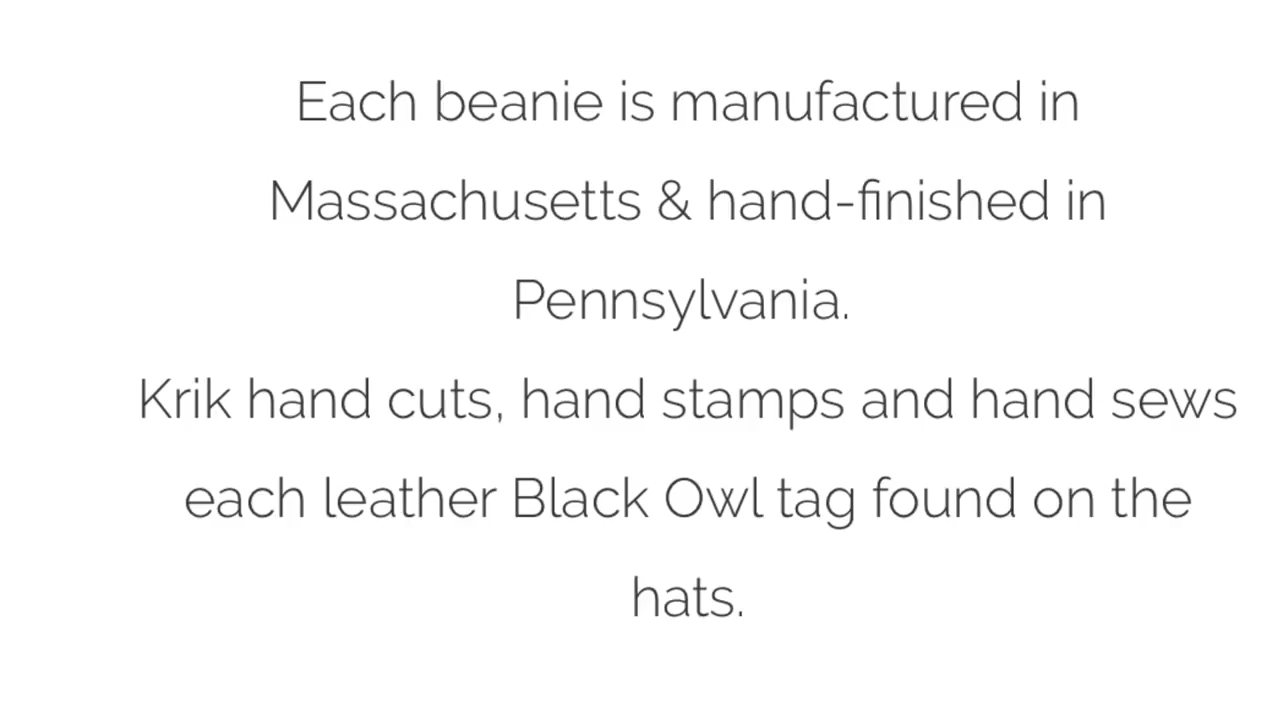 Each beanie is manufactured in
Massachusetts & hand-finished in
Pennsylvania.
Krik hand cuts, hand stamps and hand sews
each leather Black Owl tag found on the
hats.